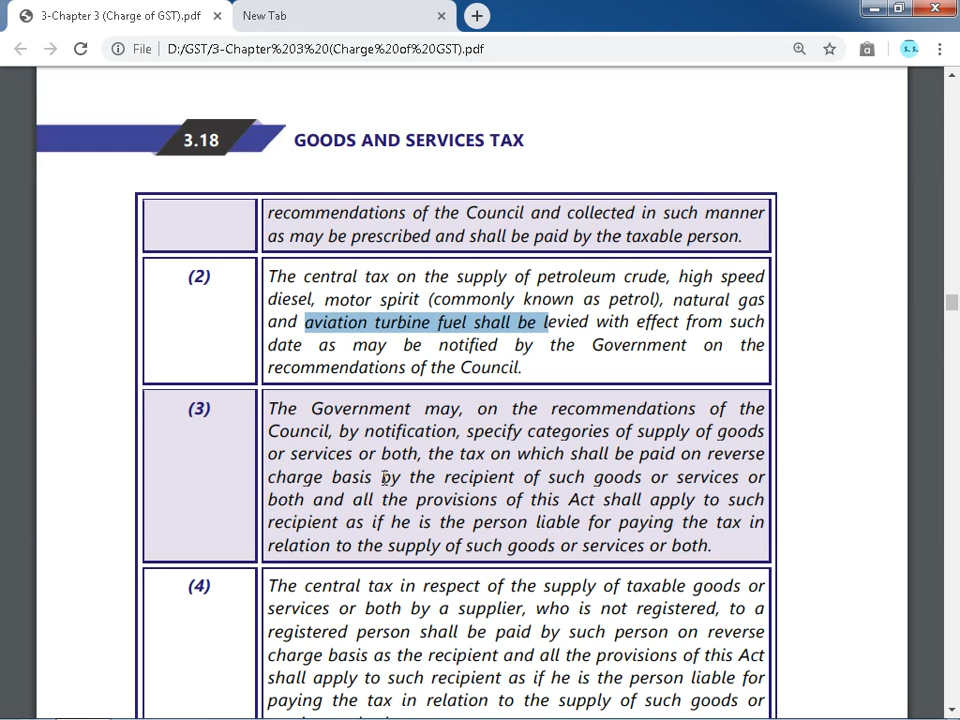 3-Chapter 3 (Charge of GST).pdf
New Tab
File D:/GST/3-Chapter%203%20(Charge%20of%20GST).pdf
S. S.
3.18 GOODS AND SERVICES TAX
recommendations of the Council and collected in such manner
as may be prescribed and shall be paid by the taxable person.
(2) The central tax on the supply of petroleum crude, high speed
diesel, motor spirit (commonly known as petrol), natural gas
and aviation turbine fuel shall be levied with effect from such
date as may be notified by the Government on the
recommendations of the Council.
(3) The Government may, on the recommendations of the
Council, by notification, specify categories of supply of goods
or services or both, the tax on which shall be paid on reverse
charge basis by the recipient of such goods or services or
both and all the provisions of this Act shall apply to such
recipient as if he is the person liable for paying the tax in
relation to the supply of such goods or services or both.
(4) The central tax in respect of the supply of taxable goods or
services or both by a supplier, who is not registered, to a
registered person shall be paid by such person on reverse
charge basis as the recipient and all the provisions of this Act
shall apply to such recipient as if he is the person liable for
paying the tax in relation to the supply of such goods or